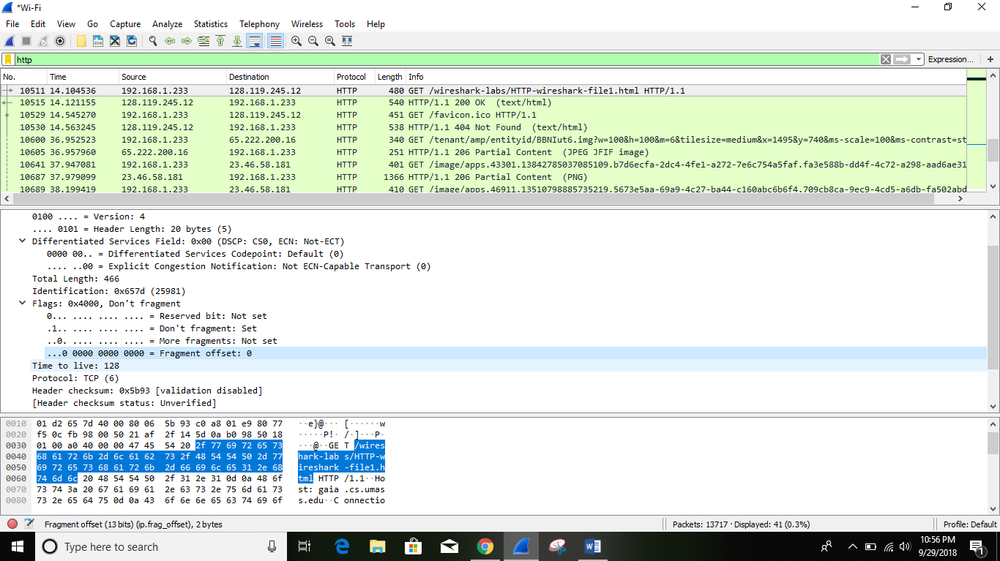 *Wi-Fi
File Edit View Go Capture Analyze Statistics Telephony Wireless Tools Help
http Expression... +
No. Time Source Destination Protocol Length Info
10511 14.104536 192.168.1.233 128.119.245.12 HTTP 480 GET /wireshark-labs/HTTP-wireshark-file1.html HTTP/1.1
10515 14.121155 128.119.245.12 192.168.1.233 HTTP 540 HTTP/1.1 200 OK (text/html)
10529 14.545270 192.168.1.233 128.119.245.12 HTTP 451 GET /favicon.ico HTTP/1.1
10530 14.563245 128.119.245.12 192.168.1.233 HTTP 538 HTTP/1.1 404 Not Found (text/html)
10600 36.952523 192.168.1.233 65.222.200.16 HTTP 340 GET /tenant/amp/entityid/BBNIut6.img?w=100&h=100&m=6&tilesize=medium&x=1495&y=740&ms-scale=100&ms-contrast=st
10605 36.957960 65.222.200.16 192.168.1.233 HTTP 251 HTTP/1.1 206 Partial Content (JPEG JFIF image)
10641 37.947081 192.168.1.233 23.46.58.181 HTTP 401 GET /image/apps.43301.13842785037085109.b7d6ecfa-2dc4-4fe1-a272-7e6c754a5faf.fa3e588b-dd4f-4c72-a298-aad6ae31
10687 37.979099 23.46.58.181 192.168.1.233 HTTP 1366 HTTP/1.1 206 Partial Content (PNG)
10689 38.199419 192.168.1.233 23.46.58.181 HTTP 410 GET /image/apps.46911.13510798885735219.5673e5aa-69a9-4c27-ba44-c160abc6b6f4.709cb8ca-9ec9-4cd5-a6db-fa502abd
0100 .... = Version: 4
.... 0101 = Header Length: 20 bytes (5)
Differentiated Services Field: 0x00 (DSCP: CS0, ECN: Not-ECT)
0000 00.. = Differentiated Services Codepoint: Default (0)
.... ..00 = Explicit Congestion Notification: Not ECN-Capable Transport (0)
Total Length: 466
Identification: 0x657d (25981)
Flags: 0x4000, Don't fragment
0... .... .... .... = Reserved bit: Not set
.1.. .... .... .... = Don't fragment: Set
..0. .... .... .... = More fragments: Not set
...0 0000 0000 0000 = Fragment offset: 0
Time to live: 128
Protocol: TCP (6)
Header checksum: 0x5b93 [validation disabled]
[Header checksum status: Unverified]
0010 01 d2 65 7d 40 00 80 06 5b 93 c0 a8 01 e9 80 77 ··e}@··· [······w
0020 f5 0c fb 98 00 50 21 af 2f 14 5d 0a b0 98 50 18 ·····P!· /·]···P·
0030 01 00 a0 40 00 00 47 45 54 20 2f 77 69 72 65 73 ···@··GE T /wires
0040 68 61 72 6b 2d 6c 61 62 73 2f 48 54 54 50 2d 77 hark-lab s/HTTP-w
0050 69 72 65 73 68 61 72 6b 2d 66 69 6c 65 31 2e 68 ireshark -file1.h
0060 74 6d 6c 20 48 54 54 50 2f 31 2e 31 0d 0a 48 6f tml HTTP /1.1··Ho
0070 73 74 3a 20 67 61 69 61 2e 63 73 2e 75 6d 61 73 st: gaia .cs.umas
0080 73 2e 65 64 75 0d 0a 43 6f 6e 6e 65 63 74 69 6f s.edu··C onnectio
Fragment offset (13 bits) (ip.frag_offset), 2 bytes Packets: 13717 · Displayed: 41 (0.3%) Profile: Default
Type here to search
10:56 PM
9/29/2018
1